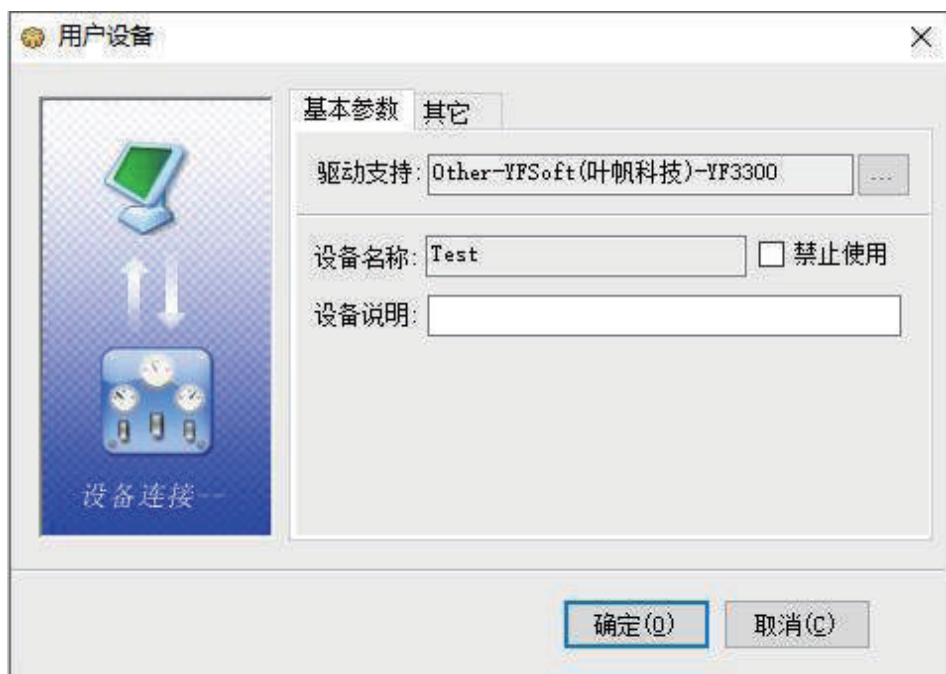 用户设备
基本参数 其它
驱动支持: Other-YFSoft(叶帆科技)-YF3300 ...
设备名称: Test 禁止使用
设备说明:
设备连接--
确定(O) 取消(C)